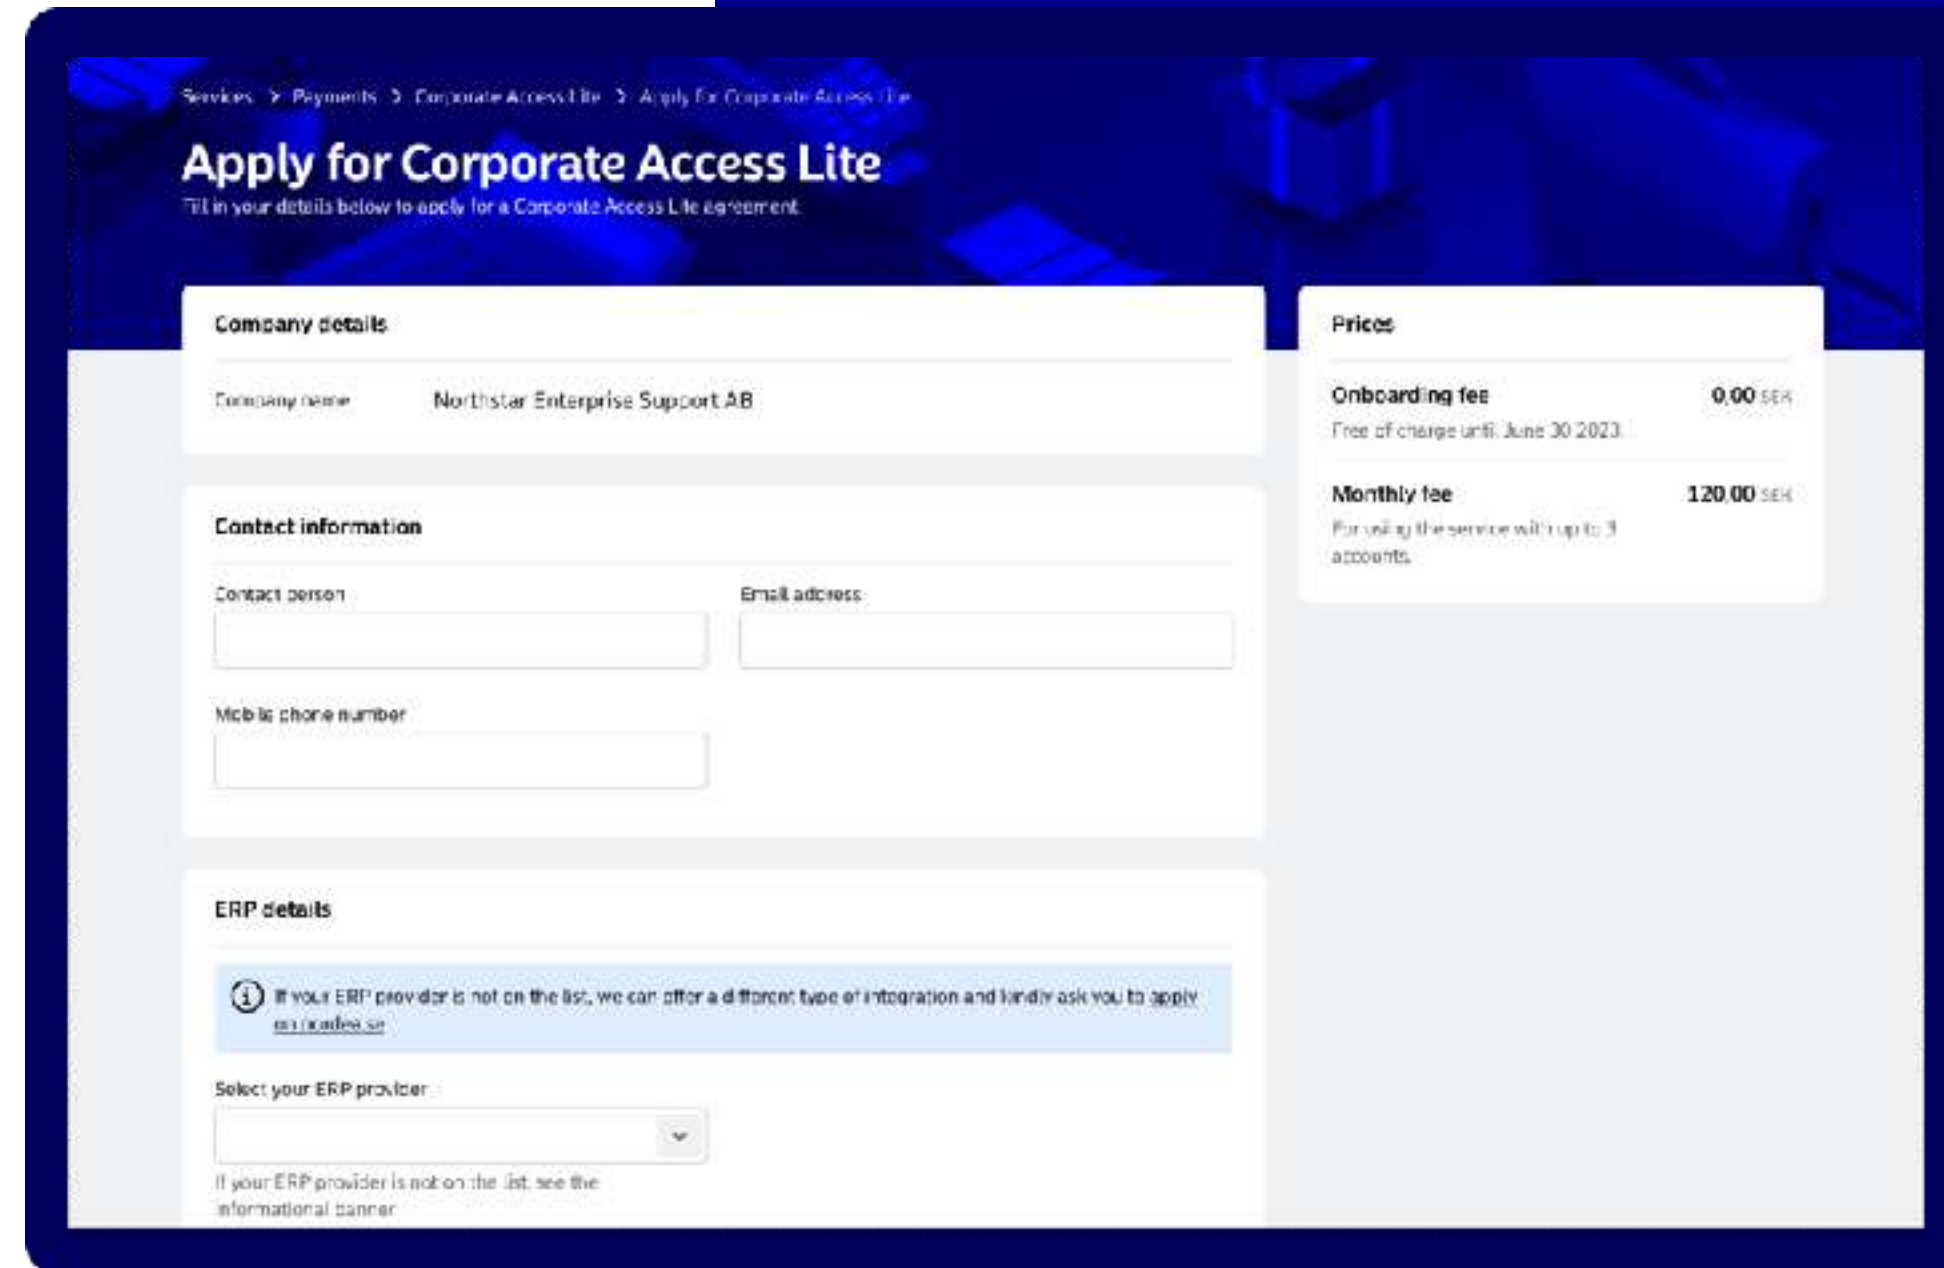 Services > Payments > Corporate Access Lite > Apply for Corporate Access Lite
Apply for Corporate Access Lite
Fill in your details below to apply for a Corporate Access Lite agreement.
Company details
Company name Northstar Enterprise Support AB
Contact information
Contact person Email address
Mobile phone number
ERP details
If your ERP provider is not on the list, we can offer a different type of integration and kindly ask you to apply
on nordea.se
Select your ERP provider
If your ERP provider is not on the list, see the
informational banner
Prices
Onboarding fee 0,00 SEK
Free of charge until June 30 2023.
Monthly fee 120,00 SEK
For using the service with up to 3
accounts.